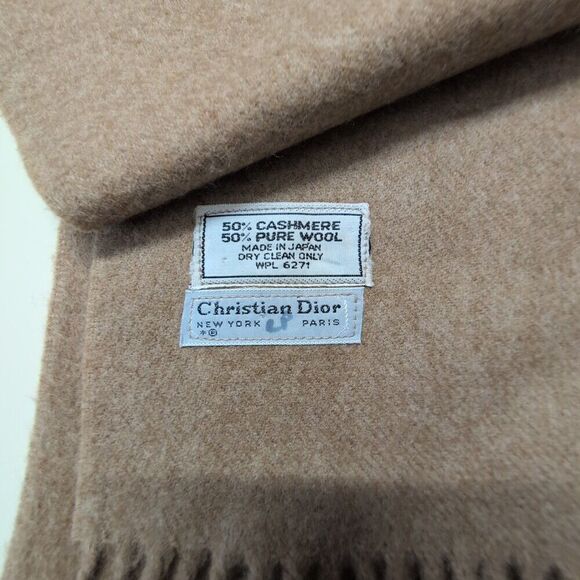 50% CASHMERE
50% PURE WOOL
MADE IN JAPAN
DRY CLEAN ONLY
WPL 6271
Christian Dior
NEW YORK PARIS
*©